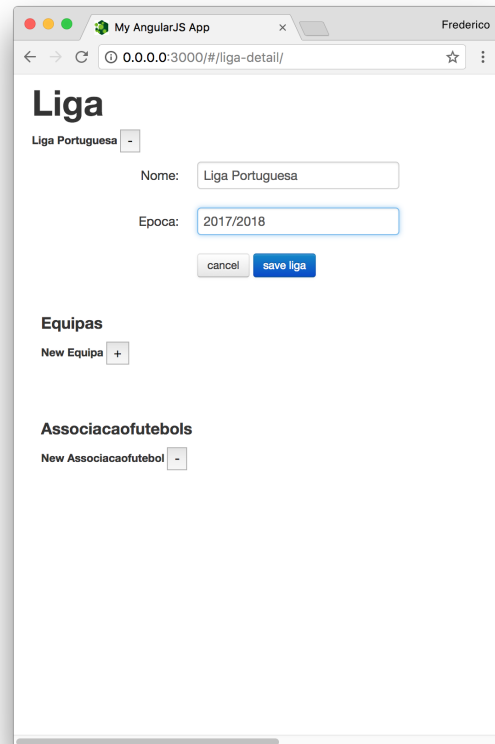 My AngularJS App
Frederico
0.0.0.0:3000/#/liga-detail/
Liga
Liga Portuguesa -
Nome: Liga Portuguesa
Epoca: 2017/2018
cancel save liga
Equipas
New Equipa +
Associacaofutebols
New Associacaofutebol -